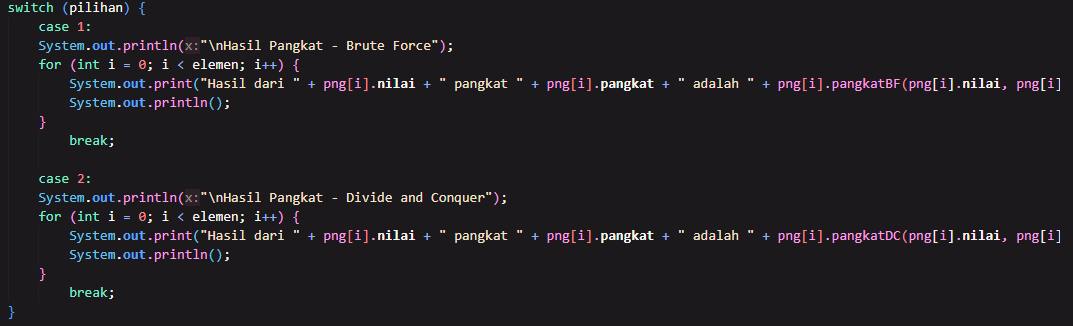 switch (pilihan) {
case 1:
System.out.println(x:"\nHasil Pangkat - Brute Force");
for (int i = 0; i < elemen; i++) {
System.out.print("Hasil dari " + png[i].nilai + " pangkat " + png[i].pangkat + " adalah " + png[i].pangkatBF(png[i].nilai, png[i]
System.out.println();
}
break;
case 2:
System.out.println(x:"\nHasil Pangkat - Divide and Conquer");
for (int i = 0; i < elemen; i++) {
System.out.print("Hasil dari " + png[i].nilai + " pangkat " + png[i].pangkat + " adalah " + png[i].pangkatDC(png[i].nilai, png[i]
System.out.println();
}
break;
}